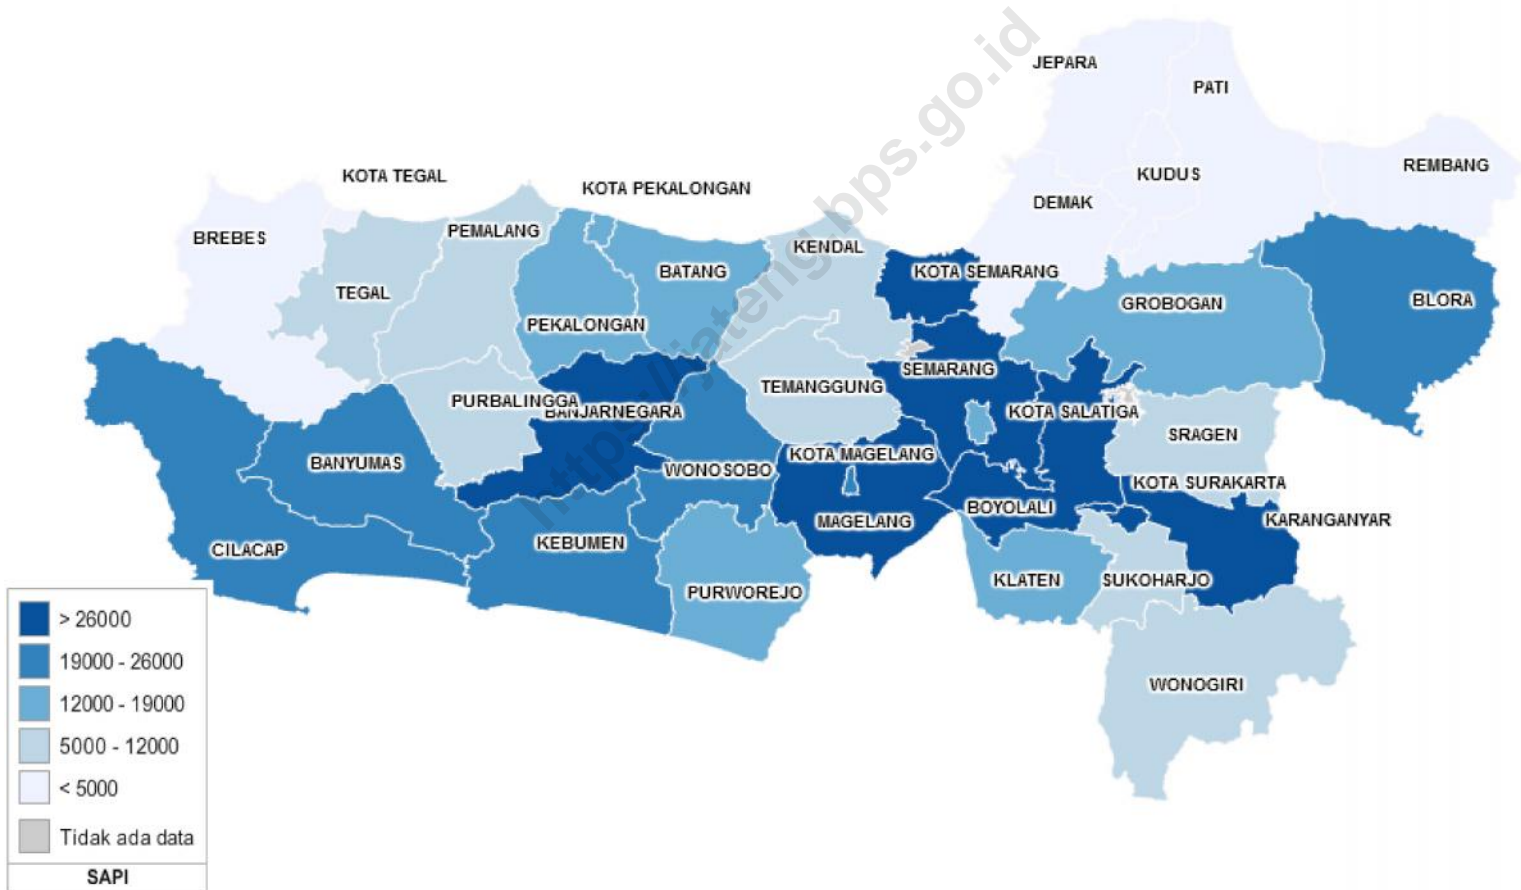 JEPARA
PATI
KUDUS
REMBANG
DEMAK
KOTA TEGAL
KOTA PEKALONGAN
BREBES
PEMALANG
KENDAL
BATANG
KOTA SEMARANG
TEGAL
GROBOGAN
BLORA
PEKALONGAN
SEMARANG
TEMANGGUNG
PURBALINGGA
BANJARNEGARA
KOTA SALATIGA
SRAGEN
BANYUMAS
WONOSOBO
KOTA MAGELANG
KOTA SURAKARTA
BOYOLALI
MAGELANG
KARANGANYAR
CILACAP
KEBUMEN
PURWOREJO
KLATEN
SUKOHARJO
WONOGIRI
https://jateng.bps.go.id
> 26000
19000 - 26000
12000 - 19000
5000 - 12000
< 5000
Tidak ada data
SAPI